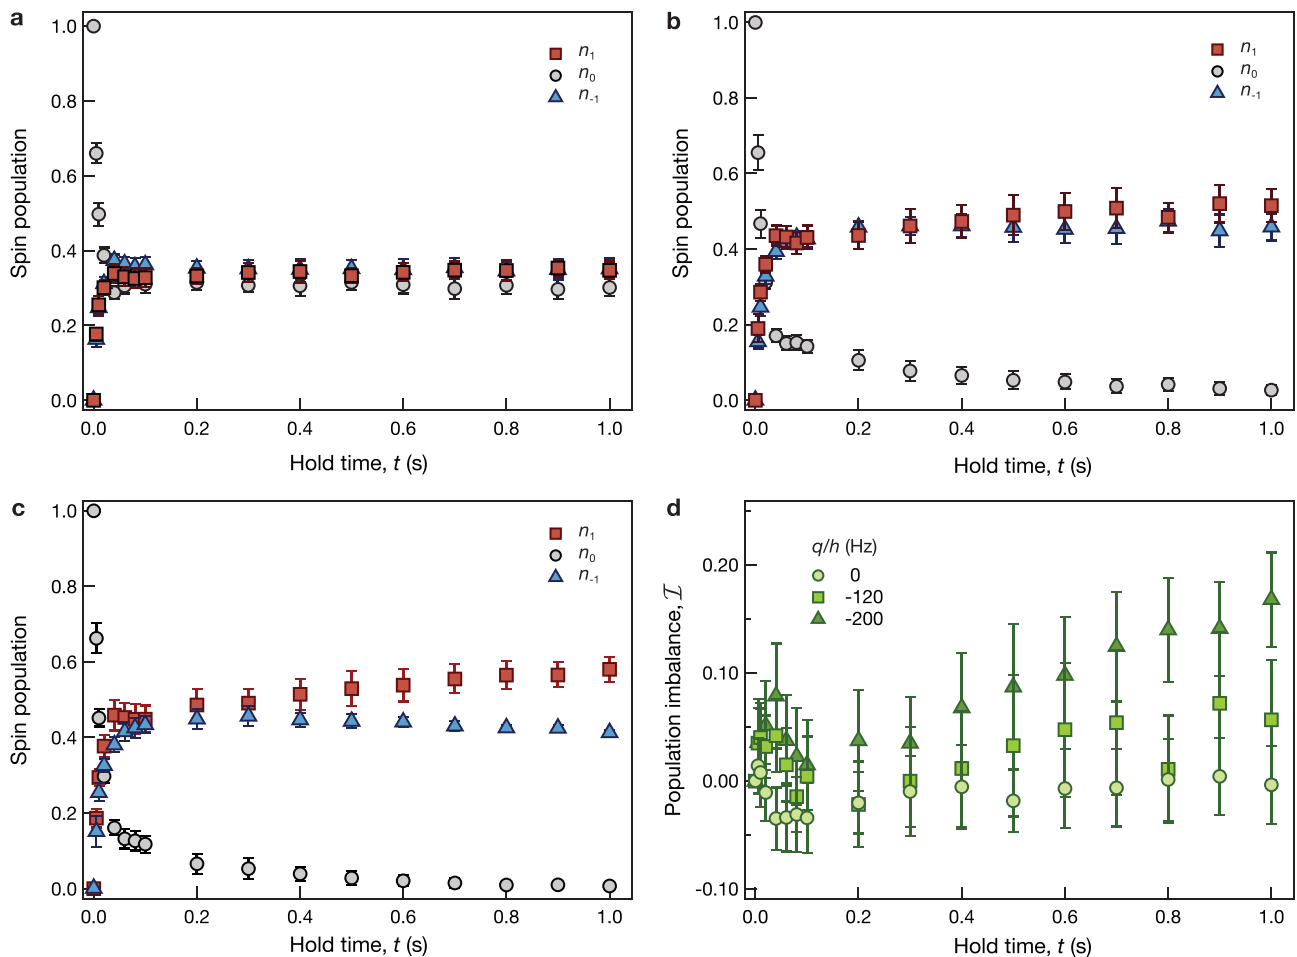 a
1.0
0.8
0.6
0.4
0.2
0.0
Spin population
n1
n0
n-1
0.0 0.2 0.4 0.6 0.8 1.0
Hold time, t (s)
b
1.0
0.8
0.6
0.4
0.2
0.0
Spin population
n1
n0
n-1
0.0 0.2 0.4 0.6 0.8 1.0
Hold time, t (s)
c
1.0
0.8
0.6
0.4
0.2
0.0
Spin population
n1
n0
n-1
0.0 0.2 0.4 0.6 0.8 1.0
Hold time, t (s)
d
0.20
0.10
0.00
-0.10
Population imbalance, ℐ
q/h (Hz)
0
-120
-200
0.0 0.2 0.4 0.6 0.8 1.0
Hold time, t (s)